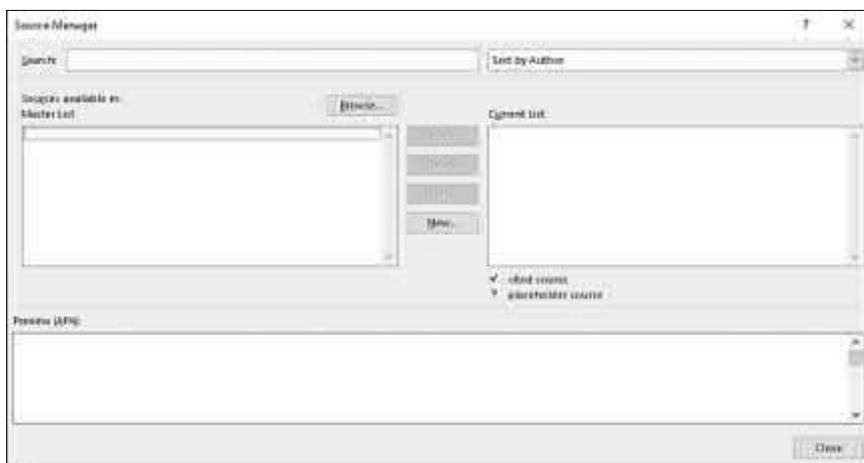 Source Manager ? ×
Search: Sort by Author
Sources available in:
Master List
Browse...
Current List
New...
✓ cited source
? placeholder source
Preview (APA):
Close